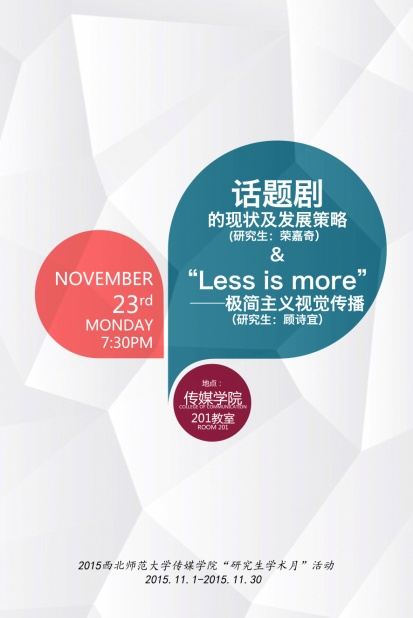 话题剧
的现状及发展策略
(研究生：荣嘉奇)
&
“Less is more”
——极简主义视觉传播
(研究生：顾诗宜)
NOVEMBER
23rd
MONDAY
7:30PM
地点：
传媒学院
COLLEGE OF COMMUNICATION
201教室
ROOM 201
2015西北师范大学传媒学院“研究生学术月”活动
2015.11.1-2015.11.30